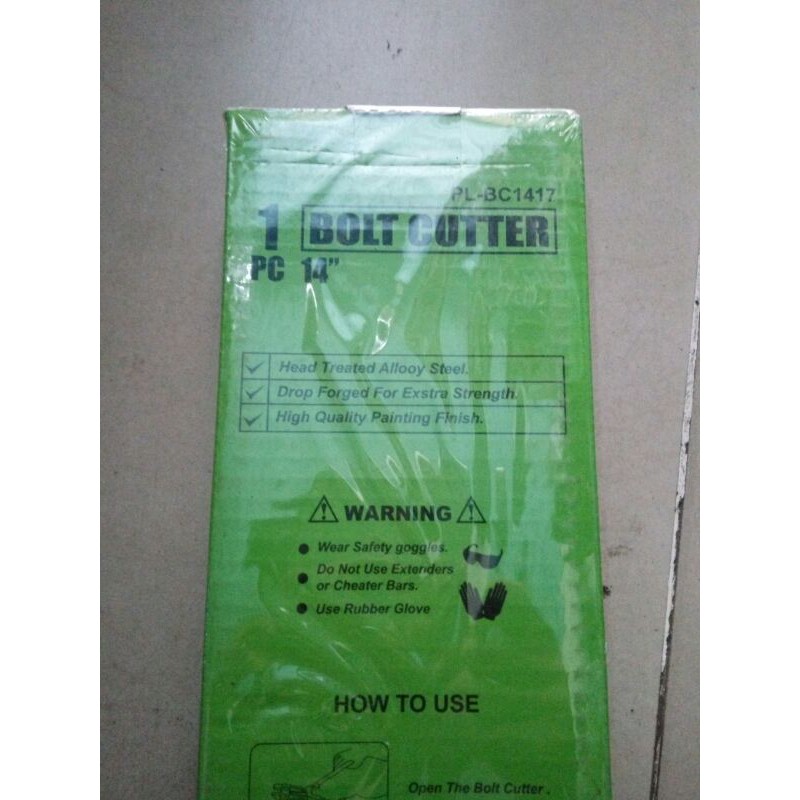 PL-BC1417
1 BOLT CUTTER
PC 14"
Head Treated Allooy Steel.
Drop Forged For Exstra Strength.
High Quality Painting Finish.
WARNING
Wear Safety goggles.
Do Not Use Extenders
or Cheater Bars.
Use Rubber Glove
HOW TO USE
Open The Bolt Cutter .